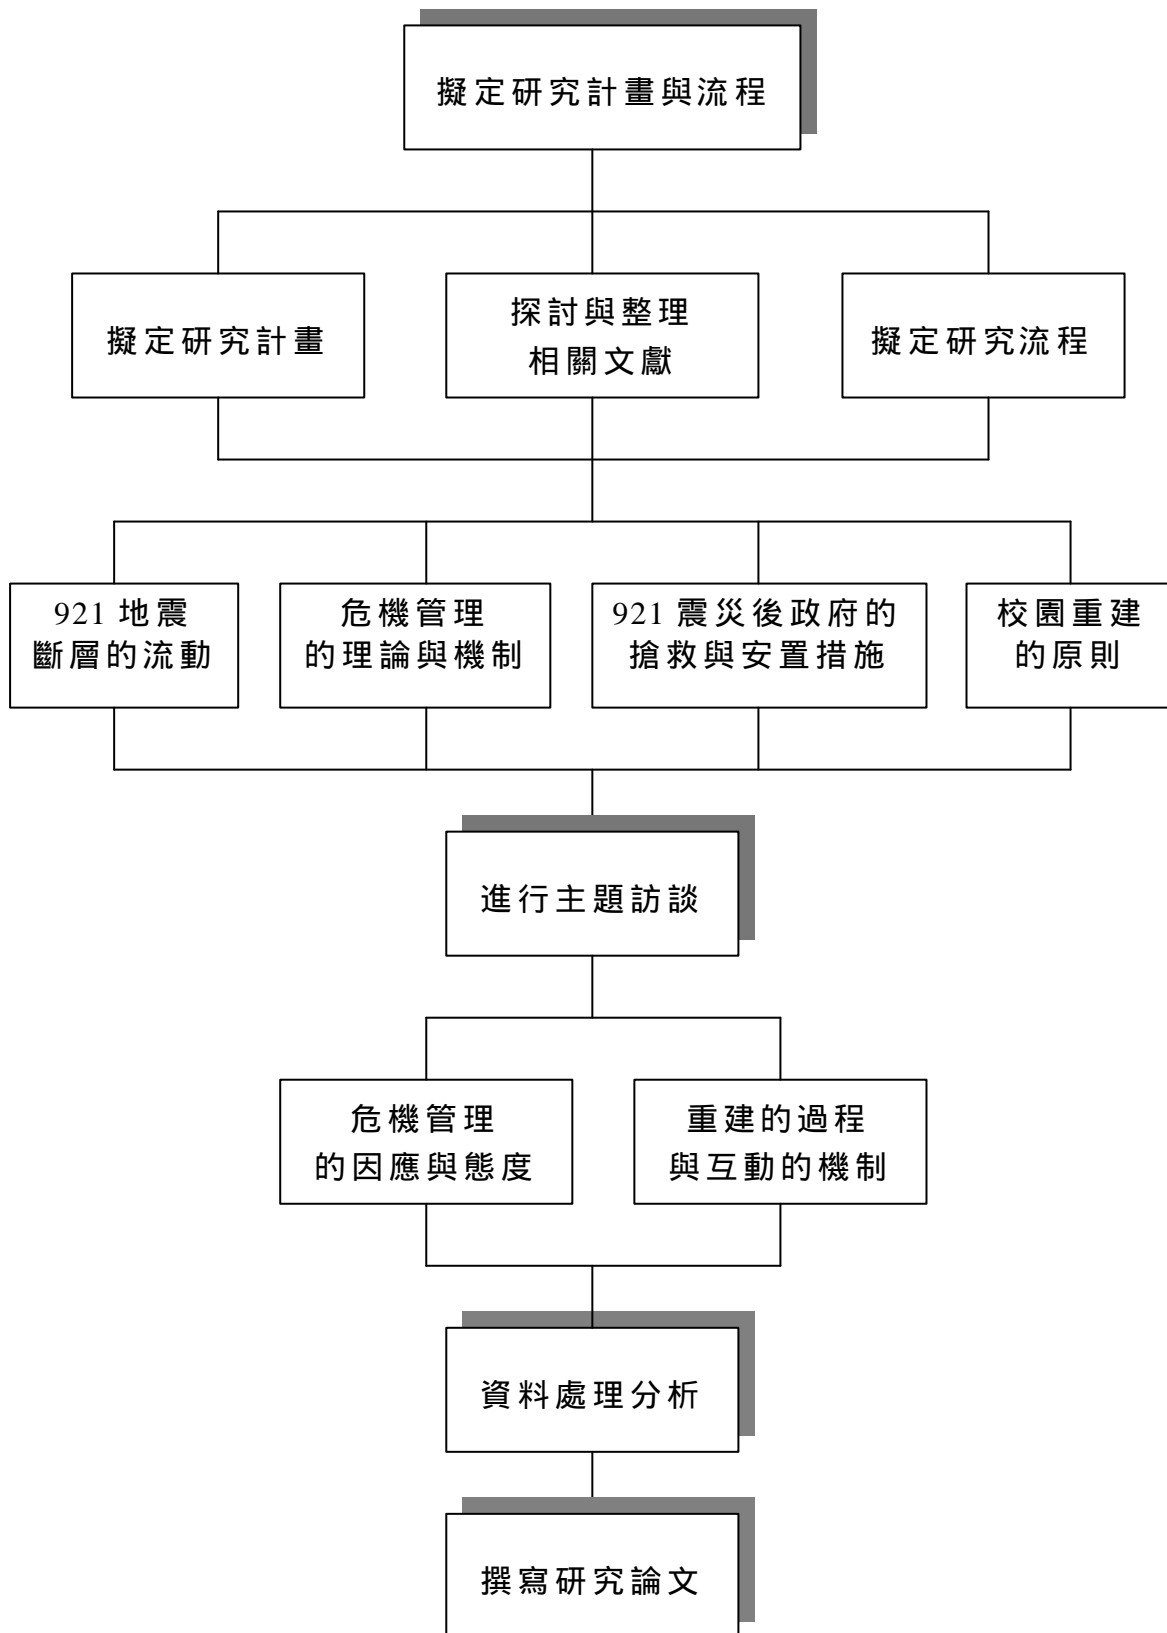 擬定研究計畫與流程
擬定研究計畫
探討與整理
相關文獻
擬定研究流程
921 地震
斷層的流動
危機管理
的理論與機制
921 震災後政府的
搶救與安置措施
校園重建
的原則
進行主題訪談
危機管理
的因應與態度
重建的過程
與互動的機制
資料處理分析
撰寫研究論文